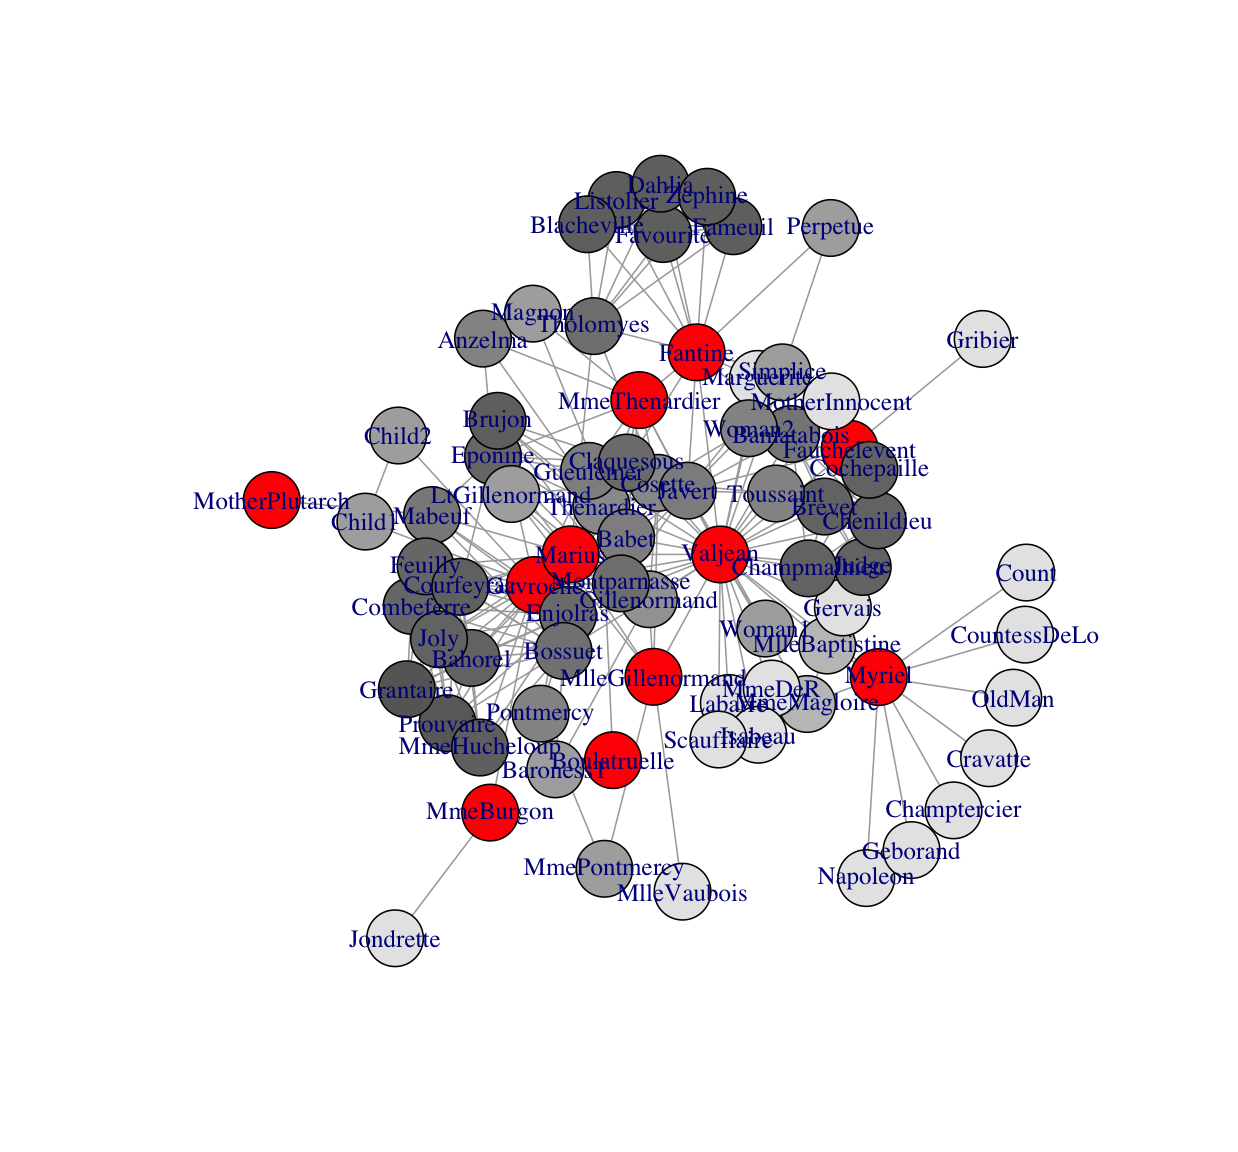 Dahlia
Zephine
Listolier
Blacheville
Favourite
Fameuil
Perpetue
Magnon
Tholomyes
Anzelma
Gribier
Fantine
Simplice
Marguerite
MmeThenardier
MotherInnocent
Brujon
Woman2
Bamatabois
Child2
Fauchelevent
Eponine
Claquesous
Cochepaille
Gueulemer
Cosette
Javert
LtGillenormand
Toussaint
MotherPlutarch
Thenardier
Brevet
Mabeuf
Child1
Chenildieu
Babet
Marius
Valjean
Feuilly
Champmathieu
Judge
Count
Courfeyrac
Gavroche
Montparnasse
Gillenormand
Combeferre
Gervais
Enjolras
Woman1
CountessDeLo
Joly
MlleBaptistine
Bossuet
Bahorel
Myriel
MlleGillenormand
Grantaire
MmeDeR
OldMan
Labarre
MmeMagloire
Pontmercy
Prouvaire
Isabeau
Scaufflaire
MmeHucheloup
Cravatte
Boulatruelle
BaronessT
Champtercier
MmeBurgon
Geborand
MmePontmercy
Napoleon
MlleVaubois
Jondrette